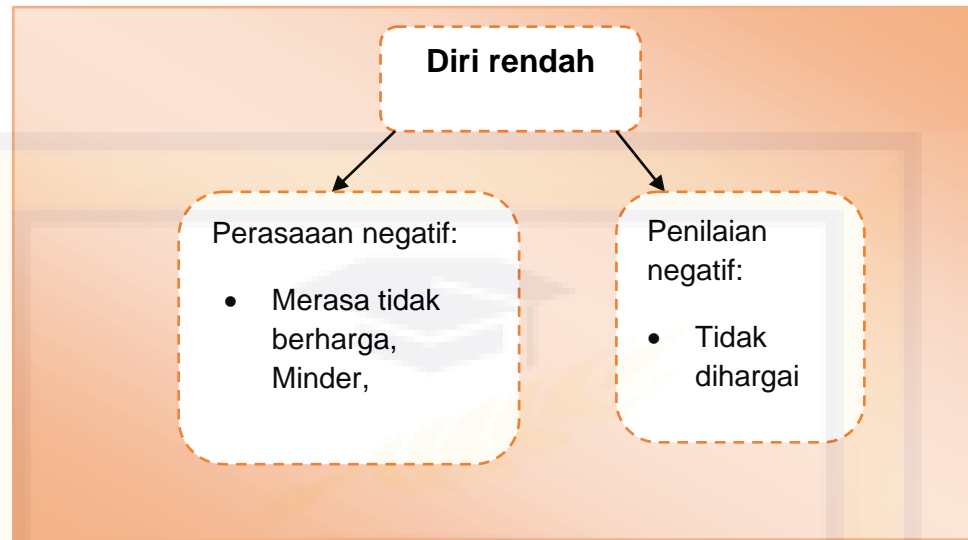 Diri rendah
Perasaaan negatif:
• Merasa tidak
berharga,
Minder,
Penilaian
negatif:
• Tidak
dihargai